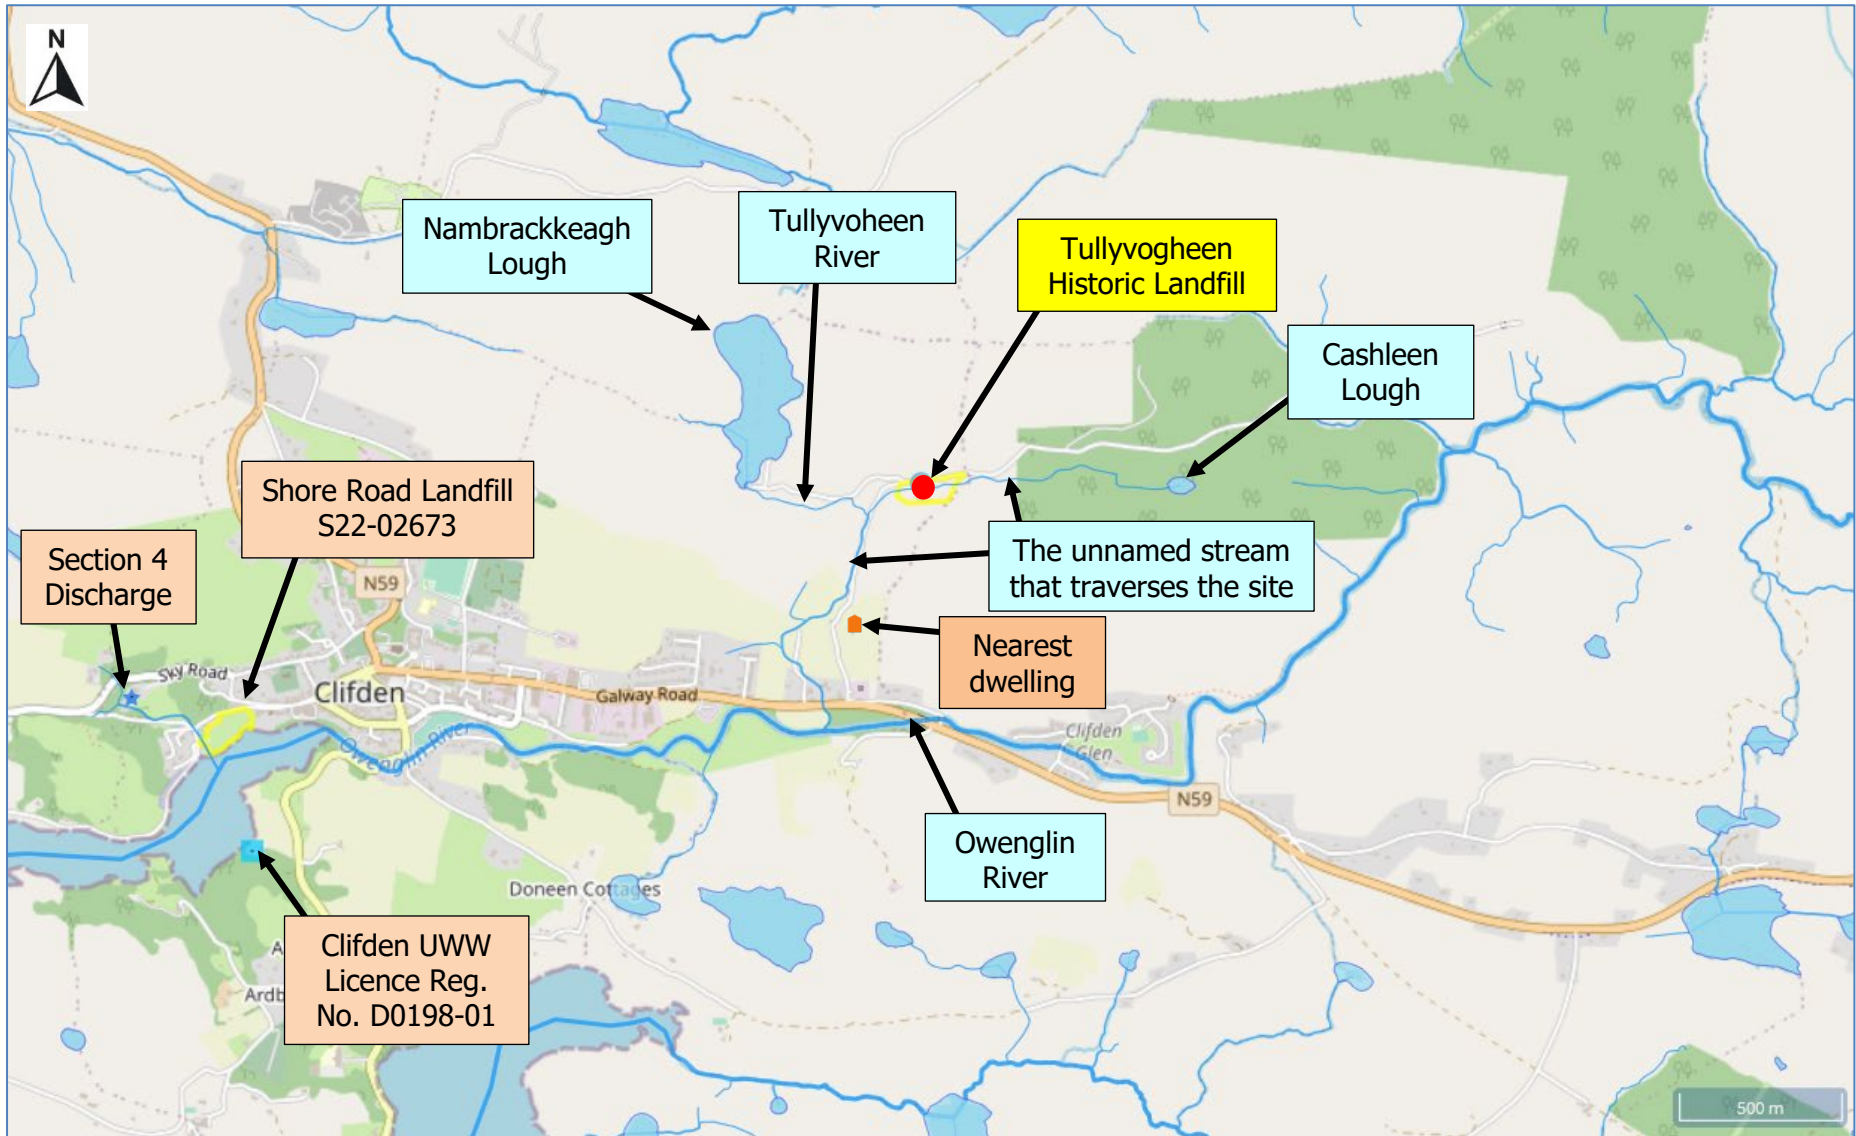 N
Nambrackkeagh
Lough
Tullyvoheen
River
Tullyvogheen
Historic Landfill
Cashleen
Lough
Shore Road Landfill
S22-02673
Section 4
Discharge
N59
The unnamed stream
that traverses the site
Nearest
dwelling
Sky Road
Clifden
Galway Road
Owenglin River
Clifden
Glen
N59
Owenglin
River
Doneen Cottages
Clifden UWW
Licence Reg.
No. D0198-01
A
Ardb
500 m